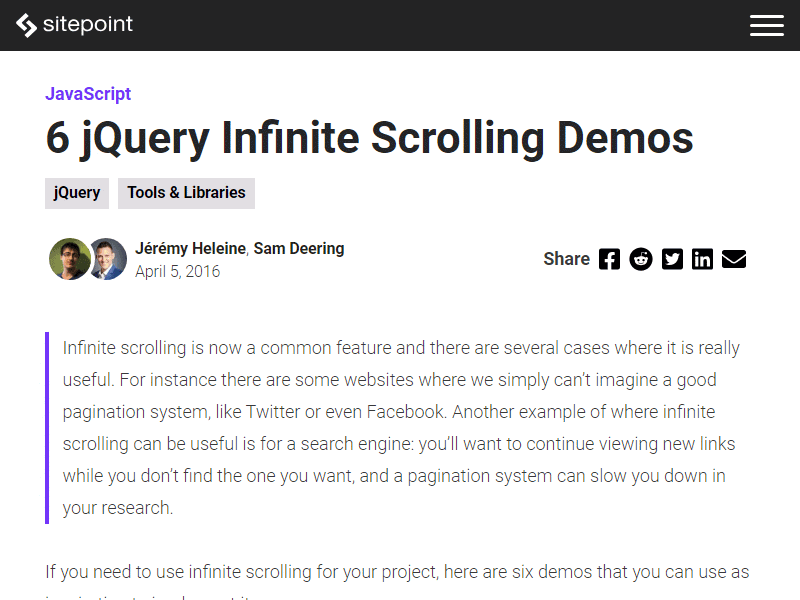 sitepoint
JavaScript
6 jQuery Infinite Scrolling Demos
jQuery Tools & Libraries
Jérémy Heleine, Sam Deering
April 5, 2016
Share
Infinite scrolling is now a common feature and there are several cases where it is really
useful. For instance there are some websites where we simply can’t imagine a good
pagination system, like Twitter or even Facebook. Another example of where infinite
scrolling can be useful is for a search engine: you’ll want to continue viewing new links
while you don’t find the one you want, and a pagination system can slow you down in
your research.
If you need to use infinite scrolling for your project, here are six demos that you can use as